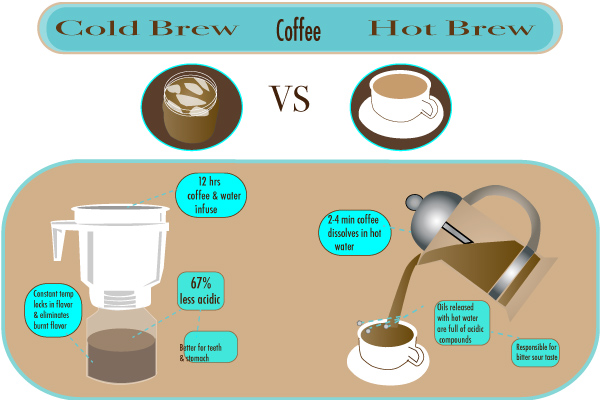 Cold Brew Coffee Hot Brew
VS
12 hrs
coffee & water
infuse
Constant temp
locks in flavor
& eliminates
burnt flavor
67%
less acidic
Better for teeth
& stomach
2-4 min coffee
dissolves in hot
water
Oils released
with hot water
are full of acidic
compounds
Responsible for
bitter sour taste